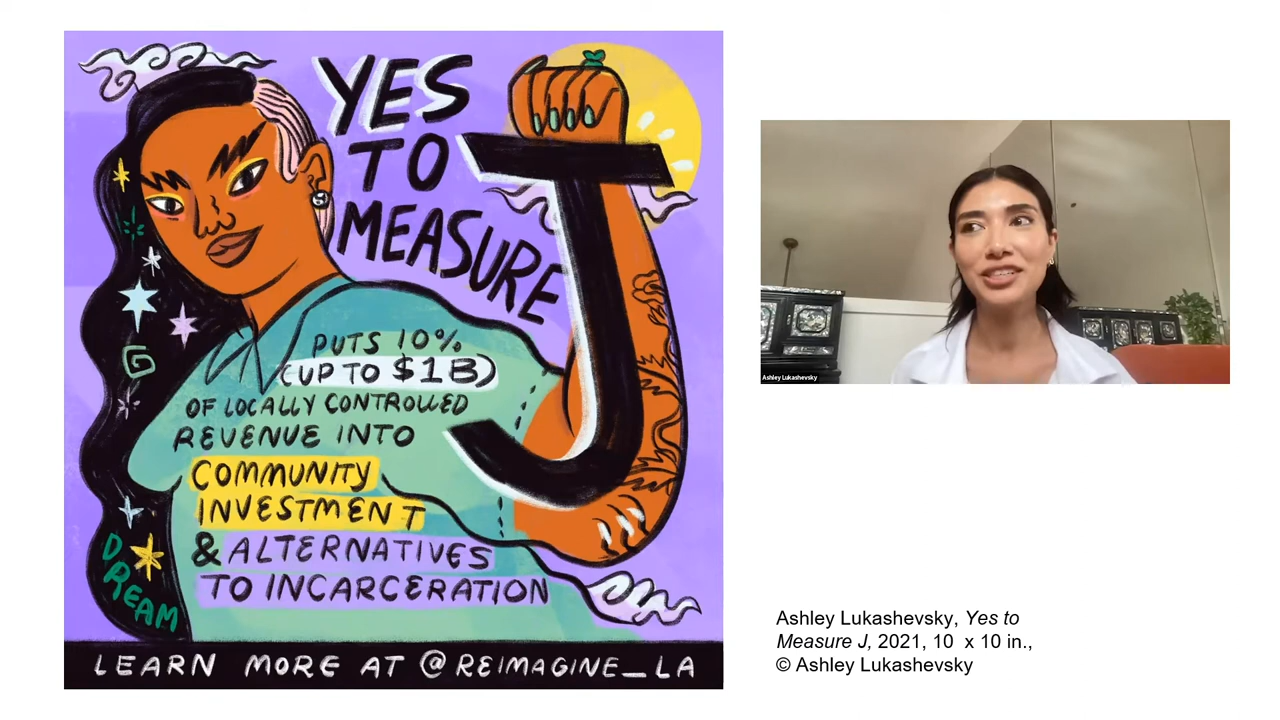 YES
TO
MEASURE
J
PUTS 10%
(UP TO $1B)
OF LOCALLY CONTROLLED
REVENUE INTO
COMMUNITY
INVESTMENT
& ALTERNATIVES
TO INCARCERATION
DREAM
LEARN MORE AT @REIMAGINE_LA
Ashley Lukashevsky
Ashley Lukashevsky, Yes to
Measure J, 2021, 10 x 10 in.,
© Ashley Lukashevsky